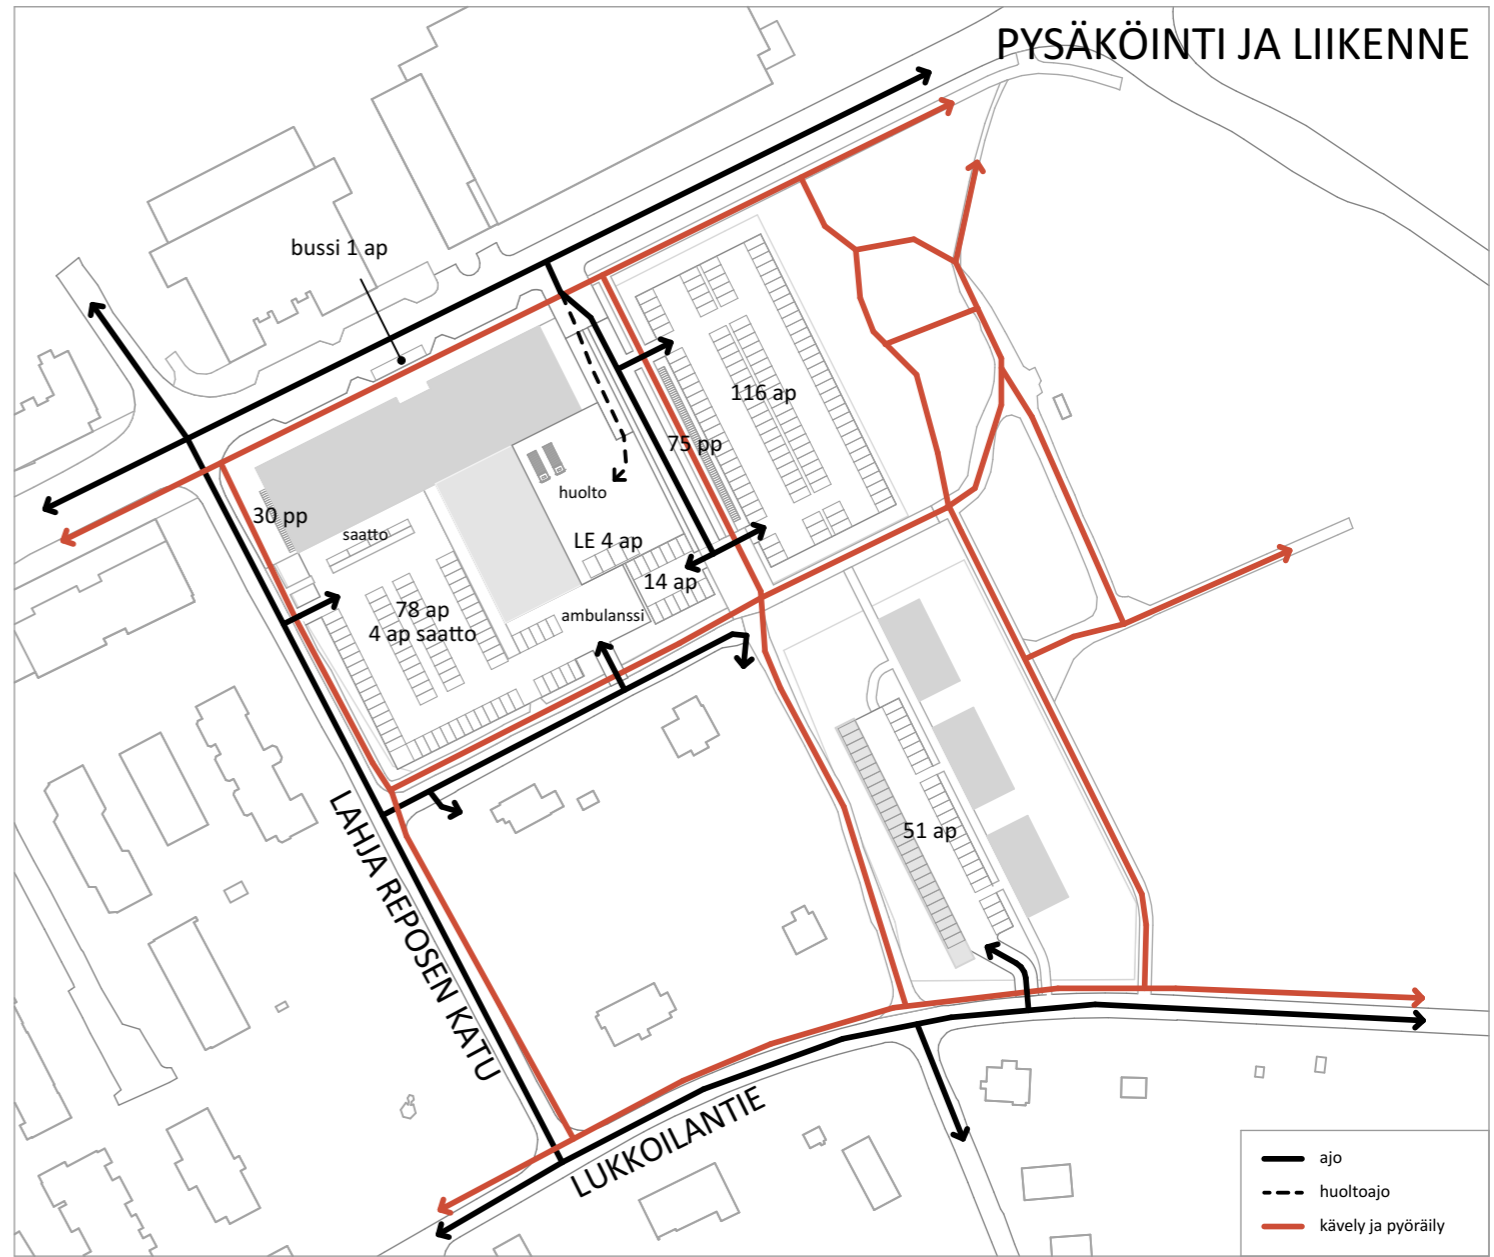 PYSÄKÖINTI JA LIIKENNE
bussi 1 ap
116 ap
75 pp
huolto
30 pp
saatto
LE 4 ap
14 ap
78 ap
4 ap saatto
ambulanssi
51 ap
LAHJA REPOSEN KATU
LUKKOILANTIE
ajo
huoltoajo
kävely ja pyöräily